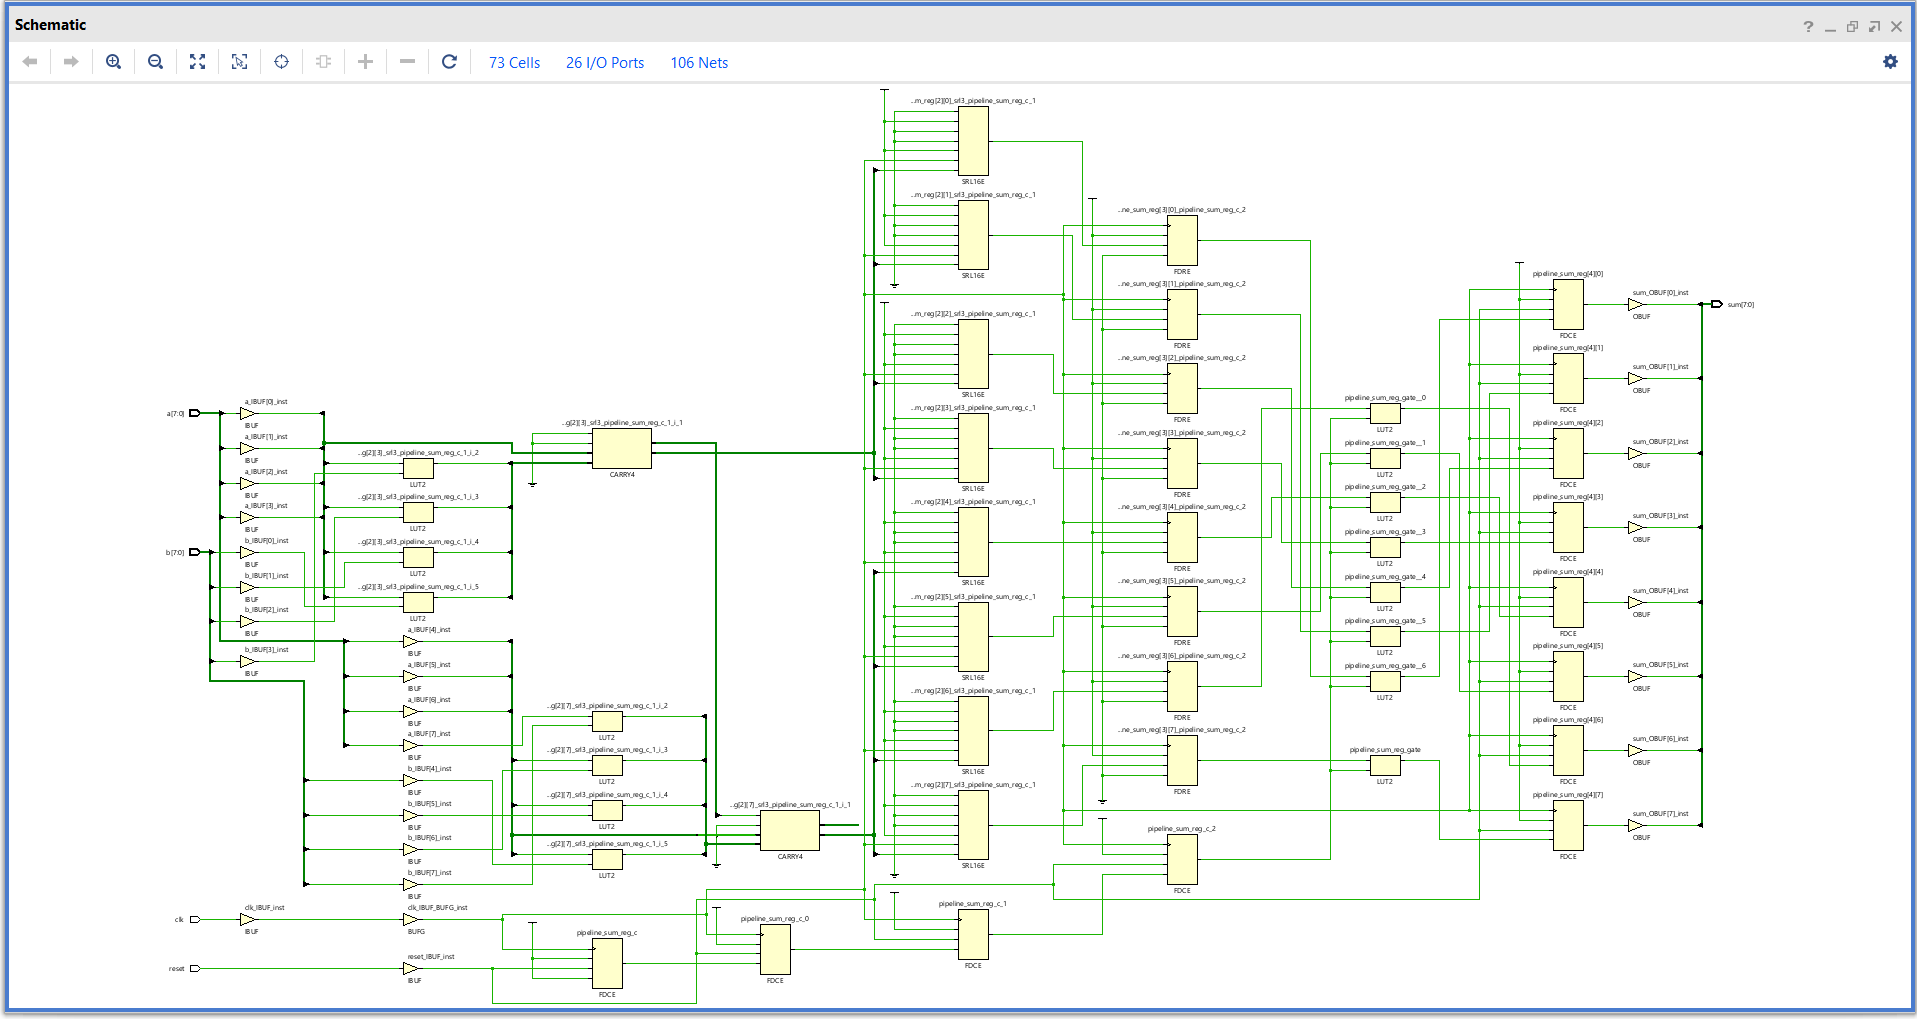 Schematic
73 Cells 26 I/O Ports 106 Nets
...m_reg[2][0]_srl3_pipeline_sum_reg_c_1
SRL16E
...m_reg[2][1]_srl3_pipeline_sum_reg_c_1
SRL16E
...m_reg[2][2]_srl3_pipeline_sum_reg_c_1
SRL16E
...m_reg[2][3]_srl3_pipeline_sum_reg_c_1
SRL16E
...m_reg[2][4]_srl3_pipeline_sum_reg_c_1
SRL16E
...m_reg[2][5]_srl3_pipeline_sum_reg_c_1
SRL16E
...m_reg[2][6]_srl3_pipeline_sum_reg_c_1
SRL16E
...m_reg[2][7]_srl3_pipeline_sum_reg_c_1
SRL16E
...ne_sum_reg[3][0]_pipeline_sum_reg_c_2
FDRE
...ne_sum_reg[3][1]_pipeline_sum_reg_c_2
FDRE
...ne_sum_reg[3][2]_pipeline_sum_reg_c_2
FDRE
...ne_sum_reg[3][3]_pipeline_sum_reg_c_2
FDRE
...ne_sum_reg[3][4]_pipeline_sum_reg_c_2
FDRE
...ne_sum_reg[3][5]_pipeline_sum_reg_c_2
FDRE
...ne_sum_reg[3][6]_pipeline_sum_reg_c_2
FDRE
...ne_sum_reg[3][7]_pipeline_sum_reg_c_2
FDRE
pipeline_sum_reg_c_2
FDCE
pipeline_sum_reg_gate__0
LUT2
pipeline_sum_reg_gate__1
LUT2
pipeline_sum_reg_gate__2
LUT2
pipeline_sum_reg_gate__3
LUT2
pipeline_sum_reg_gate__4
LUT2
pipeline_sum_reg_gate__5
LUT2
pipeline_sum_reg_gate__6
LUT2
pipeline_sum_reg_gate
LUT2
pipeline_sum_reg[4][0]
FDCE
pipeline_sum_reg[4][1]
FDCE
pipeline_sum_reg[4][2]
FDCE
pipeline_sum_reg[4][3]
FDCE
pipeline_sum_reg[4][4]
FDCE
pipeline_sum_reg[4][5]
FDCE
pipeline_sum_reg[4][6]
FDCE
pipeline_sum_reg[4][7]
FDCE
sum_OBUF[0]_inst
OBUF
sum_OBUF[1]_inst
OBUF
sum_OBUF[2]_inst
OBUF
sum_OBUF[3]_inst
OBUF
sum_OBUF[4]_inst
OBUF
sum_OBUF[5]_inst
OBUF
sum_OBUF[6]_inst
OBUF
sum_OBUF[7]_inst
OBUF
sum[7:0]
a[7:0]
b[7:0]
a_IBUF[0]_inst
IBUF
a_IBUF[1]_inst
IBUF
a_IBUF[2]_inst
IBUF
a_IBUF[3]_inst
IBUF
b_IBUF[0]_inst
IBUF
b_IBUF[1]_inst
IBUF
b_IBUF[2]_inst
IBUF
b_IBUF[3]_inst
IBUF
...g[2][3]_srl3_pipeline_sum_reg_c_1_i_2
LUT2
...g[2][3]_srl3_pipeline_sum_reg_c_1_i_3
LUT2
...g[2][3]_srl3_pipeline_sum_reg_c_1_i_4
LUT2
...g[2][3]_srl3_pipeline_sum_reg_c_1_i_5
LUT2
a_IBUF[4]_inst
IBUF
a_IBUF[5]_inst
IBUF
a_IBUF[6]_inst
IBUF
a_IBUF[7]_inst
IBUF
b_IBUF[4]_inst
IBUF
b_IBUF[5]_inst
IBUF
b_IBUF[6]_inst
IBUF
b_IBUF[7]_inst
IBUF
...g[2][3]_srl3_pipeline_sum_reg_c_1_i_1
CARRY4
...g[2][7]_srl3_pipeline_sum_reg_c_1_i_2
LUT2
...g[2][7]_srl3_pipeline_sum_reg_c_1_i_3
LUT2
...g[2][7]_srl3_pipeline_sum_reg_c_1_i_4
LUT2
...g[2][7]_srl3_pipeline_sum_reg_c_1_i_5
LUT2
...g[2][7]_srl3_pipeline_sum_reg_c_1_i_1
CARRY4
clk
clk_IBUF_inst
IBUF
clk_IBUF_BUFG_inst
BUFG
reset
reset_IBUF_inst
IBUF
pipeline_sum_reg_c
FDCE
pipeline_sum_reg_c_0
FDCE
pipeline_sum_reg_c_1
FDCE